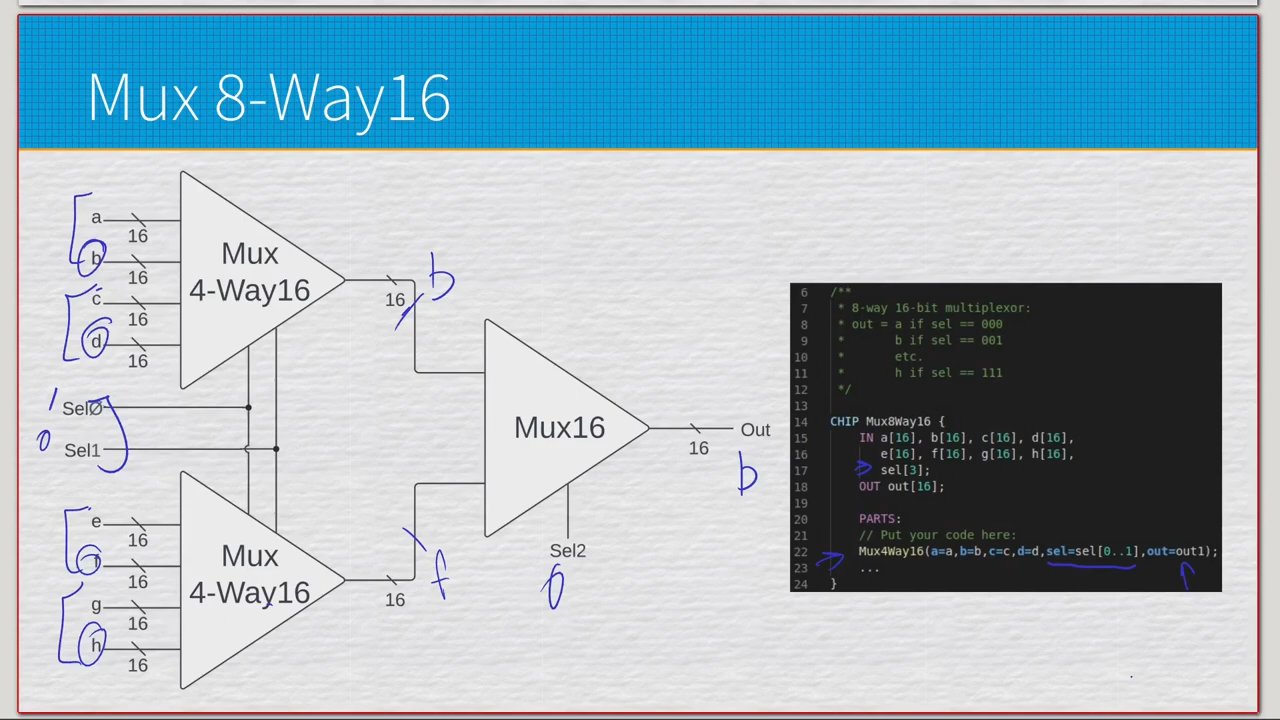 Mux 8-Way16
a
16
b
16
c
16
d
16
Mux
4-Way16
16
b
1
SelØ
0
Sel1
e
16
f
16
g
16
h
16
Mux
4-Way16
16
f
Mux16
16
Out
b
Sel2
0
6 /**
7 * 8-way 16-bit multiplexor:
8 * out = a if sel == 000
9 * b if sel == 001
10 * etc.
11 * h if sel == 111
12 */
13
14 CHIP Mux8Way16 {
15 IN a[16], b[16], c[16], d[16],
16 e[16], f[16], g[16], h[16],
17 sel[3];
18 OUT out[16];
19
20 PARTS:
21 // Put your code here:
22 Mux4Way16(a=a,b=b,c=c,d=d,sel=sel[0..1],out=out1);
23 ...
24 }